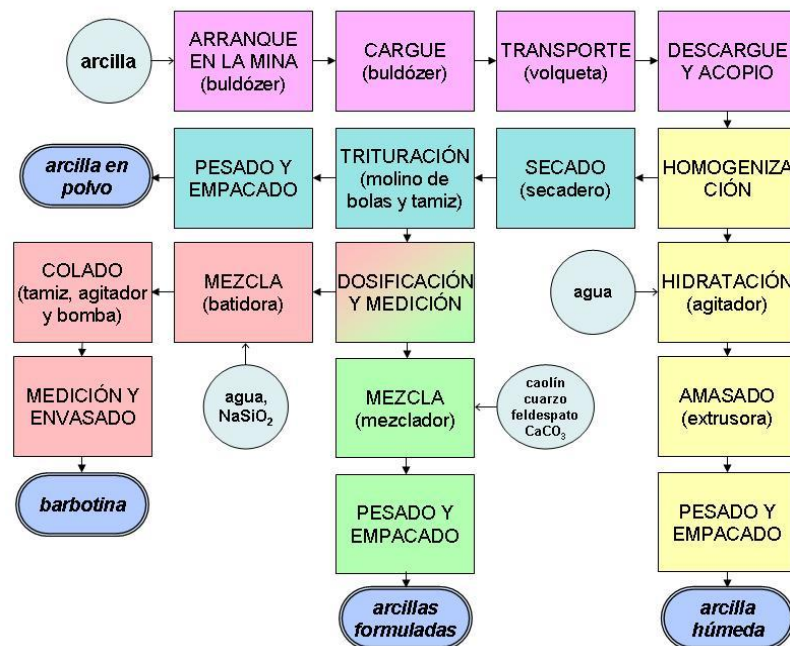 arcilla
ARRANQUE
EN LA MINA
(buldózer)
CARGUE
(buldózer)
TRANSPORTE
(volqueta)
DESCARGUE
Y ACOPIO
arcilla en
polvo
PESADO Y
EMPACADO
TRITURACIÓN
(molino de
bolas y tamiz)
SECADO
(secadero)
HOMOGENIZA
CIÓN
COLADO
(tamiz, agitador
y bomba)
MEZCLA
(batidora)
DOSIFICACIÓN
Y MEDICIÓN
agua
HIDRATACIÓN
(agitador)
MEDICIÓN Y
ENVASADO
agua,
NaSiO₂
MEZCLA
(mezclador)
caolín
cuarzo
feldespato
CaCO₃
AMASADO
(extrusora)
barbotina
PESADO Y
EMPACADO
PESADO Y
EMPACADO
arcillas
formuladas
arcilla
húmeda